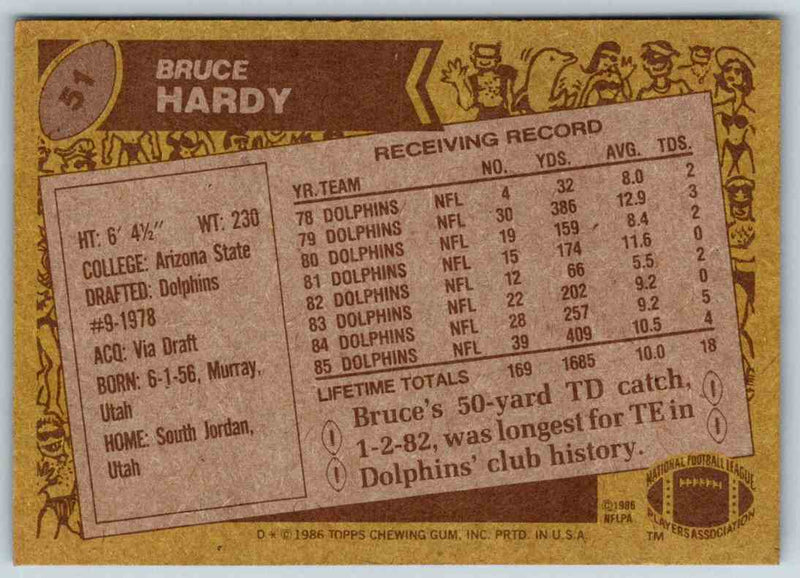 51
BRUCE
HARDY
RECEIVING RECORD
YR. TEAM NO. YDS. AVG. TDS.
78 DOLPHINS NFL 4 32 8.0 2
79 DOLPHINS NFL 30 386 12.9 3
80 DOLPHINS NFL 19 159 8.4 2
81 DOLPHINS NFL 15 174 11.6 0
82 DOLPHINS NFL 12 66 5.5 2
83 DOLPHINS NFL 22 202 9.2 0
84 DOLPHINS NFL 28 257 9.2 5
85 DOLPHINS NFL 39 409 10.5 4
LIFETIME TOTALS 169 1685 10.0 18
HT: 6' 4½" WT: 230
COLLEGE: Arizona State
DRAFTED: Dolphins
#9-1978
ACQ: Via Draft
BORN: 6-1-56, Murray,
Utah
HOME: South Jordan,
Utah
Bruce's 50-yard TD catch,
1-2-82, was longest for TE in
Dolphins' club history.
©1986
NFLPA
NATIONAL FOOTBALL LEAGUE
PLAYERS ASSOCIATION
TM
D* © 1986 TOPPS CHEWING GUM, INC. PRTD. IN U.S.A.